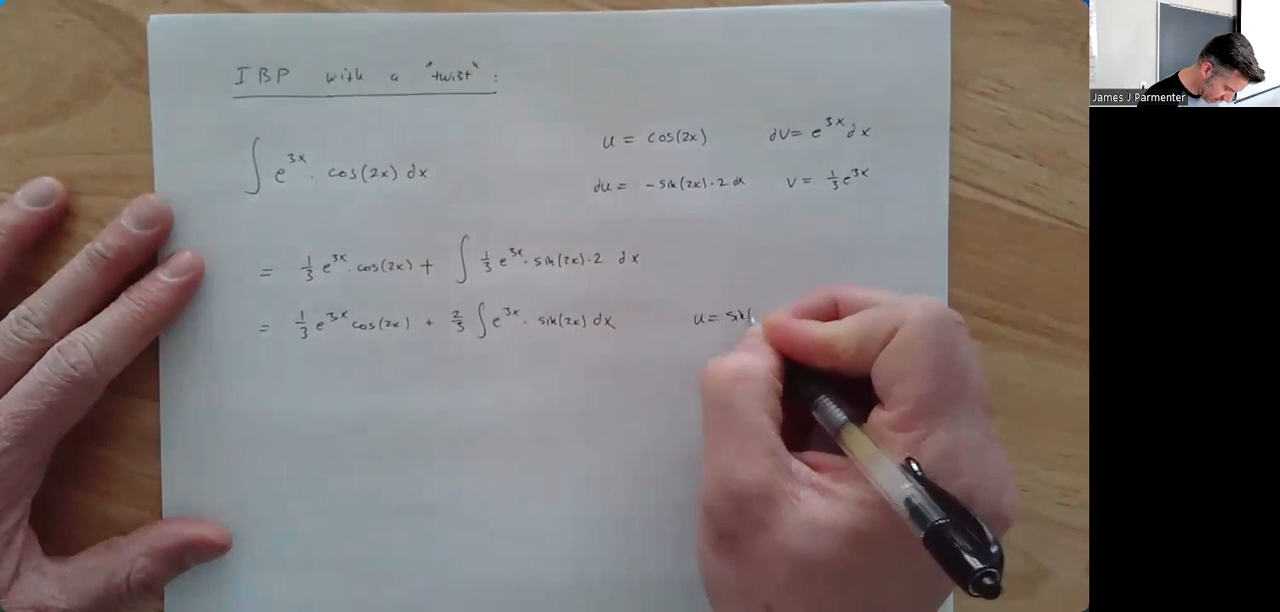 IBP with a "twist":
∫ e^{3x} · cos(2x) dx
u = cos(2x) dv = e^{3x} dx
du = -sin(2x)·2 dx v = 1/3 e^{3x}
= 1/3 e^{3x} · cos(2x) + ∫ 1/3 e^{3x} · sin(2x)·2 dx
= 1/3 e^{3x} cos(2x) + 2/3 ∫ e^{3x} · sin(2x) dx
u = sin(
James J Parmenter